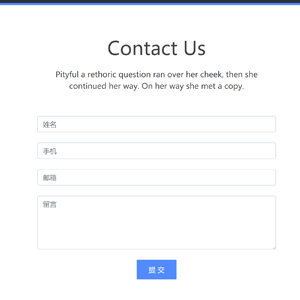 Contact Us
Pityful a rethoric question ran over her cheek, then she
continued her way. On her way she met a copy.
姓名
手机
邮箱
留言
提 交